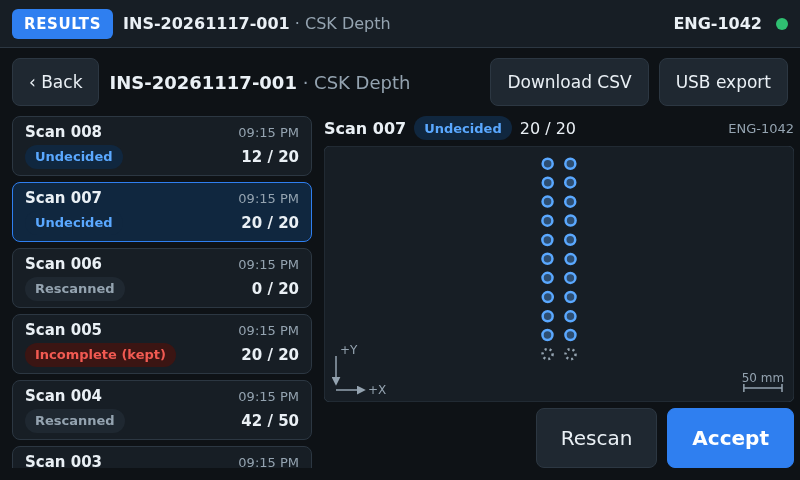 RESULTS INS-20261117-001 · CSK Depth ENG-1042
‹ Back INS-20261117-001 · CSK Depth Download CSV USB export
Scan 008 09:15 PM
Undecided 12 / 20
Scan 007 09:15 PM
Undecided 20 / 20
Scan 006 09:15 PM
Rescanned 0 / 20
Scan 005 09:15 PM
Incomplete (kept) 20 / 20
Scan 004 09:15 PM
Rescanned 42 / 50
Scan 003 09:15 PM
Scan 007 Undecided 20 / 20 ENG-1042
+Y
+X
50 mm
Rescan Accept